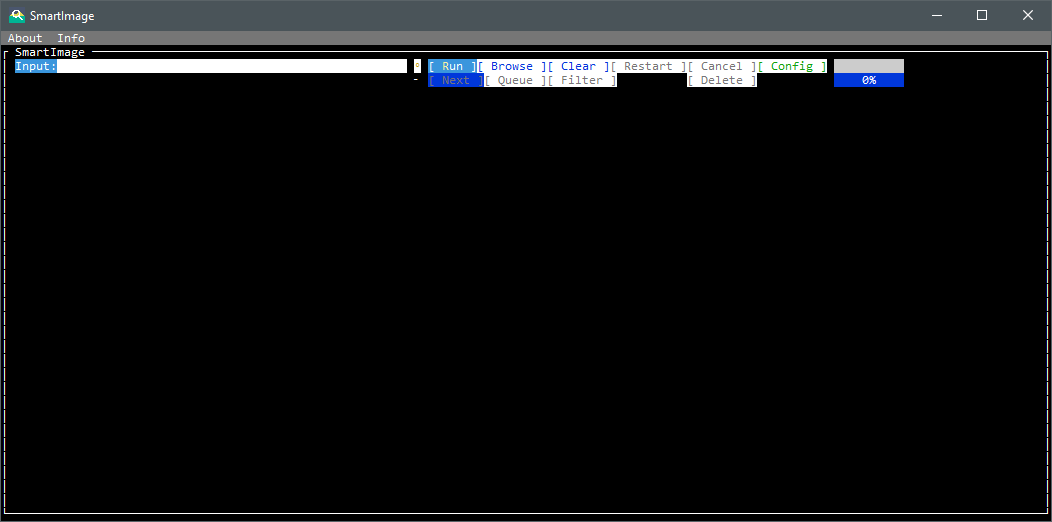 SmartImage
About Info
SmartImage
Input: [ Run ][ Browse ][ Clear ][ Restart ][ Cancel ][ Config ]
- [ Next ][ Queue ][ Filter ] [ Delete ] 0%